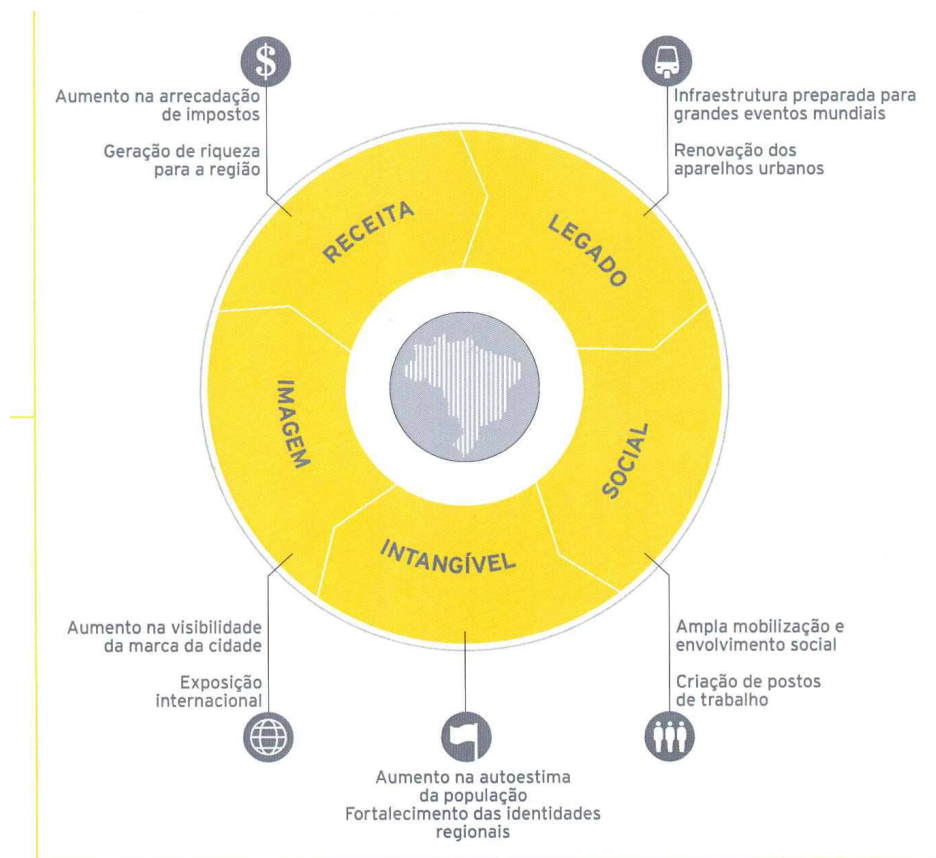 $
Aumento na arrecadação
de impostos
Geração de riqueza
para a região
Infraestrutura preparada para
grandes eventos mundiais
Renovação dos
aparelhos urbanos
RECEITA
LEGADO
IMAGEM
SOCIAL
INTANGÍVEL
Aumento na visibilidade
da marca da cidade
Exposição
internacional
Ampla mobilização e
envolvimento social
Criação de postos
de trabalho
Aumento na autoestima
da população
Fortalecimento das identidades
regionais